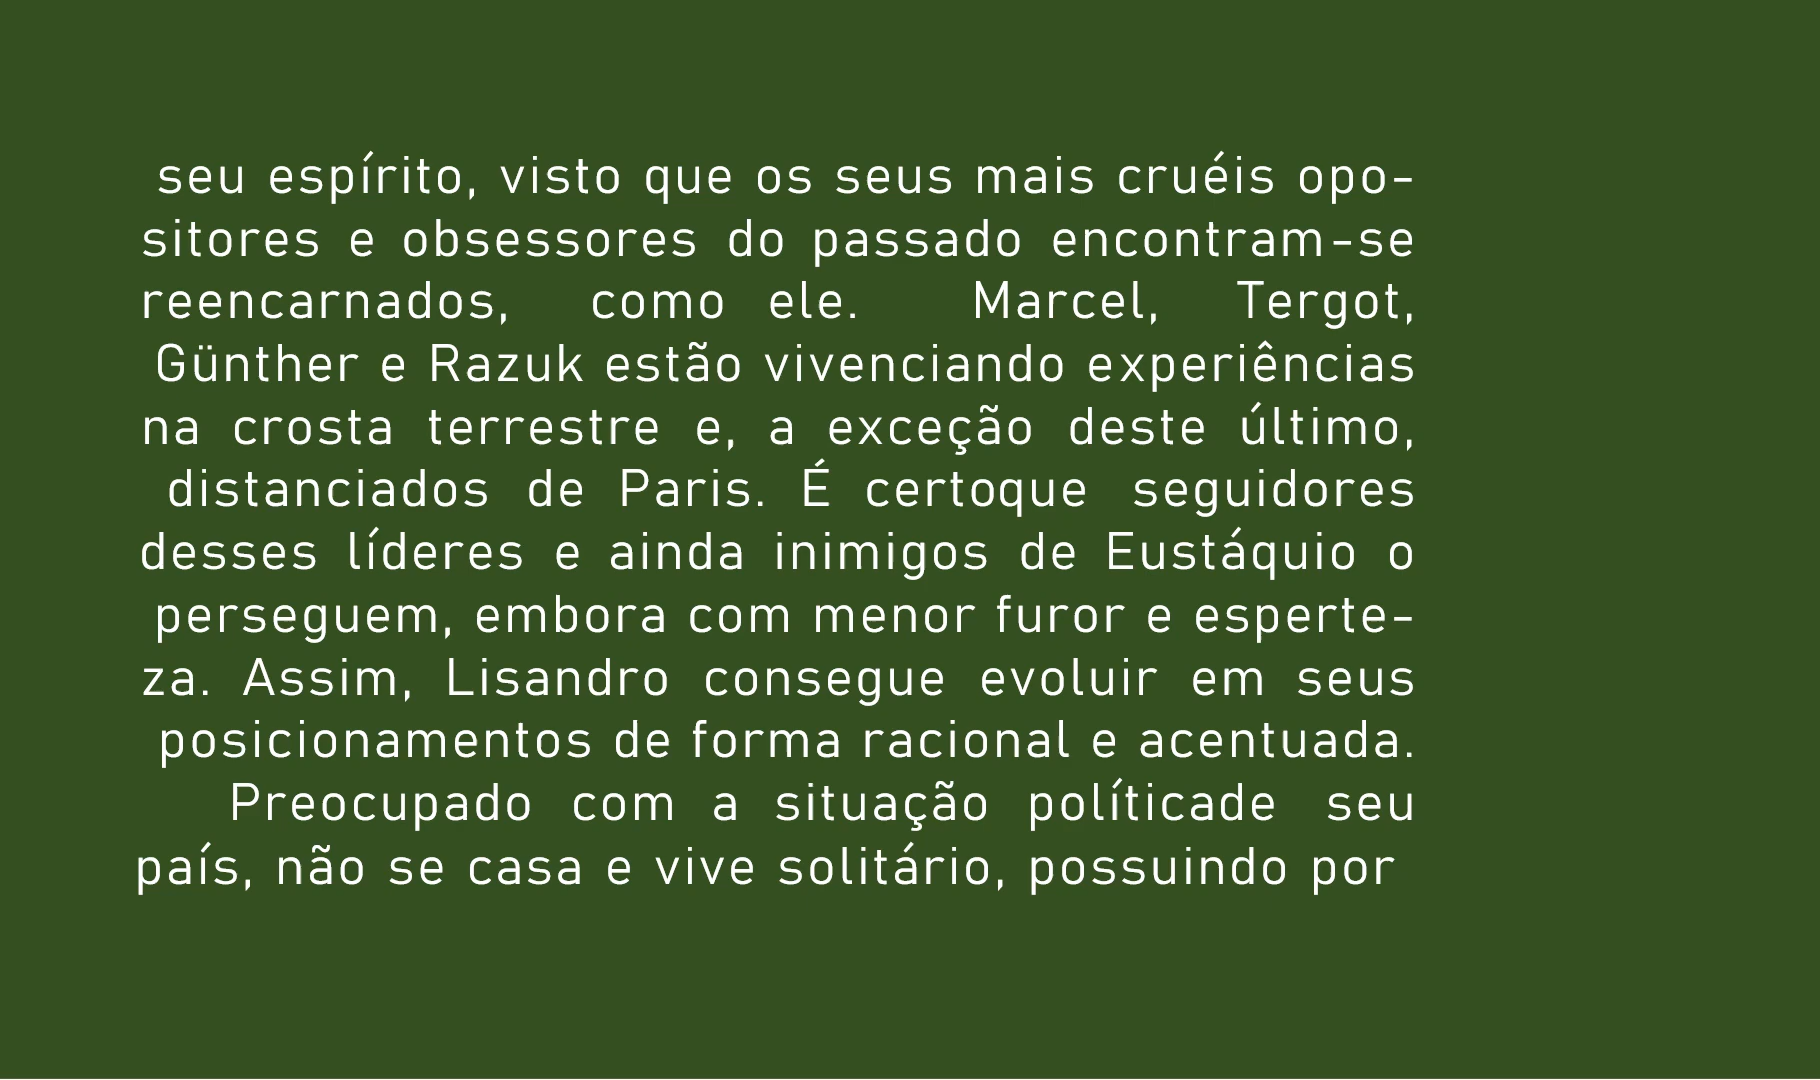 seu espírito, visto que os seus mais cruéis opo-
sitores e obsessores do passado encontram-se
reencarnados, como ele. Marcel, Tergot,
Günther e Razuk estão vivenciando experiências
na crosta terrestre e, a exceção deste último,
distanciados de Paris. É certoque seguidores
desses líderes e ainda inimigos de Eustáquio o
perseguem, embora com menor furor e esperte-
za. Assim, Lisandro consegue evoluir em seus
posicionamentos de forma racional e acentuada.
Preocupado com a situação políticade seu
país, não se casa e vive solitário, possuindo por